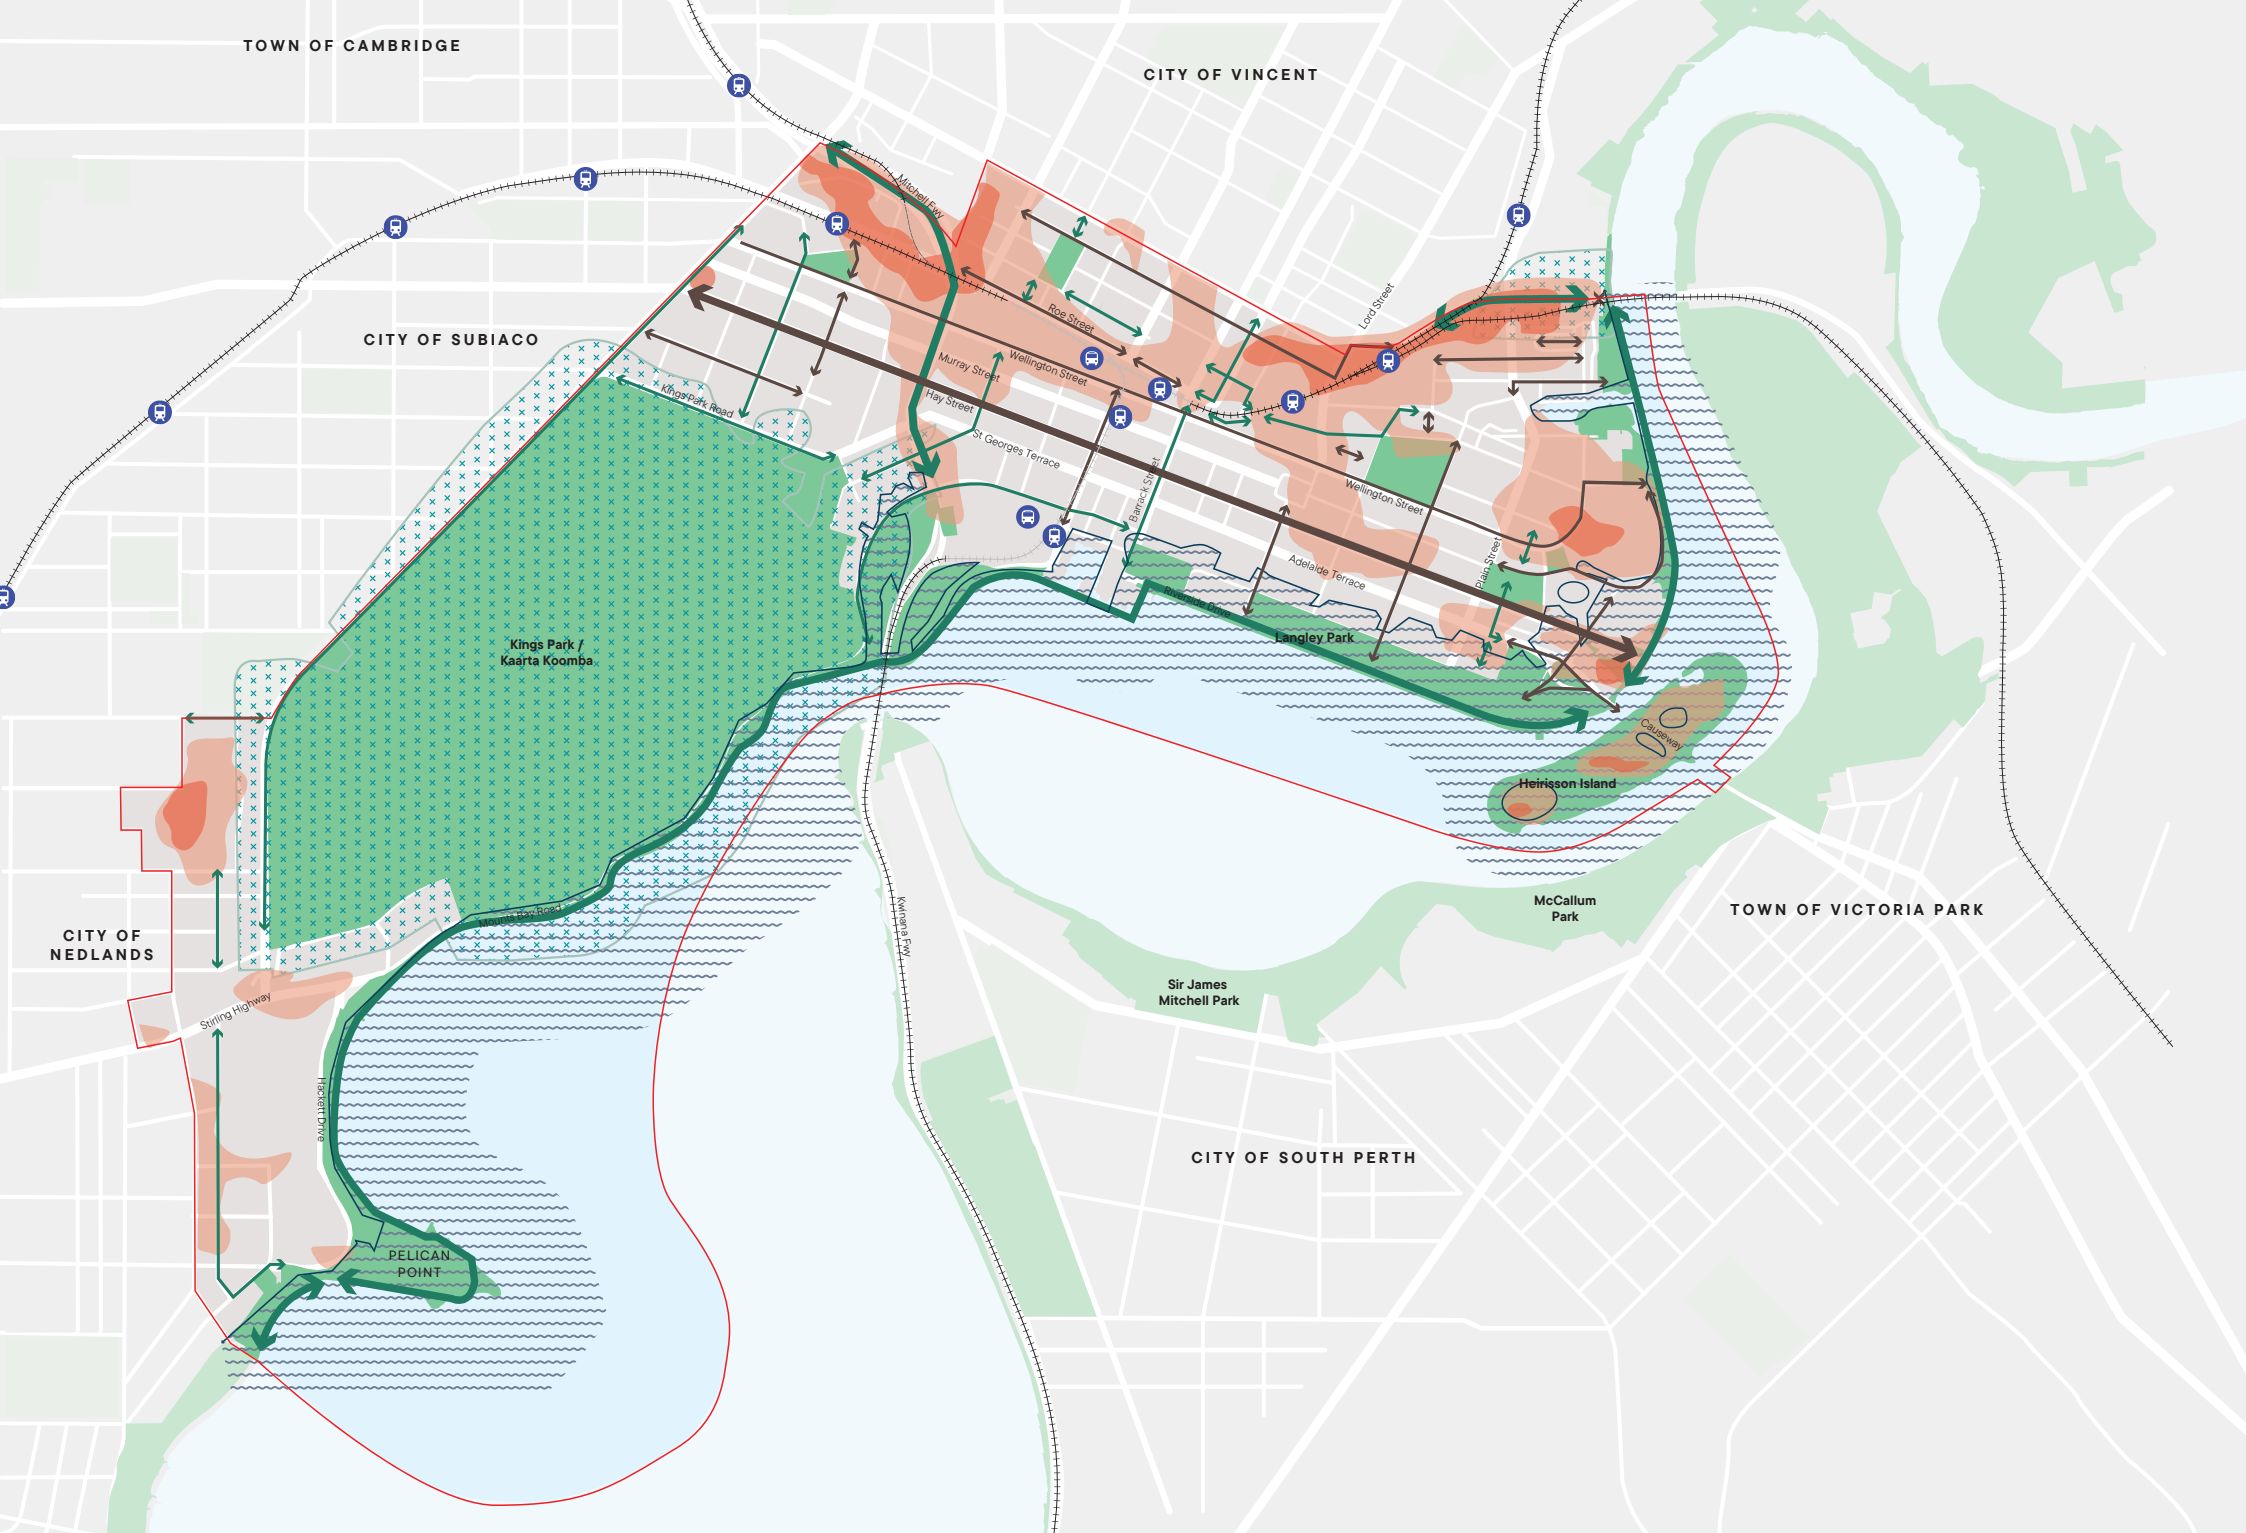 TOWN OF CAMBRIDGE
CITY OF VINCENT
Mitchell Fwy
Lord Street
Roe Street
CITY OF SUBIACO
Murray Street
Wellington Street
Hay Street
Kings Park Road
St Georges Terrace
Barrack Street
Wellington Street
Plain Street
Adelaide Terrace
Riverside Drive
Langley Park
Kings Park /
Kaarta Koomba
Causeway
Heirisson Island
McCallum
Park
TOWN OF VICTORIA PARK
Mounts Bay Road
Kwinana Fwy
CITY OF
NEDLANDS
Sir James
Mitchell Park
Stirling Highway
Hackett Drive
CITY OF SOUTH PERTH
PELICAN
POINT